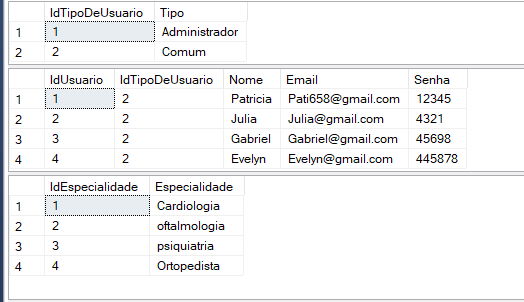 IdTipoDeUsuario Tipo
1 1 Administrador
2 2 Comum
IdUsuario IdTipoDeUsuario Nome Email Senha
1 1 2 Patricia Pati658@gmail.com 12345
2 2 2 Julia Julia@gmail.com 4321
3 3 2 Gabriel Gabriel@gmail.com 45698
4 4 2 Evelyn Evelyn@gmail.com 445878
IdEspecialidade Especialidade
1 1 Cardiologia
2 2 oftalmologia
3 3 psiquiatria
4 4 Ortopedista